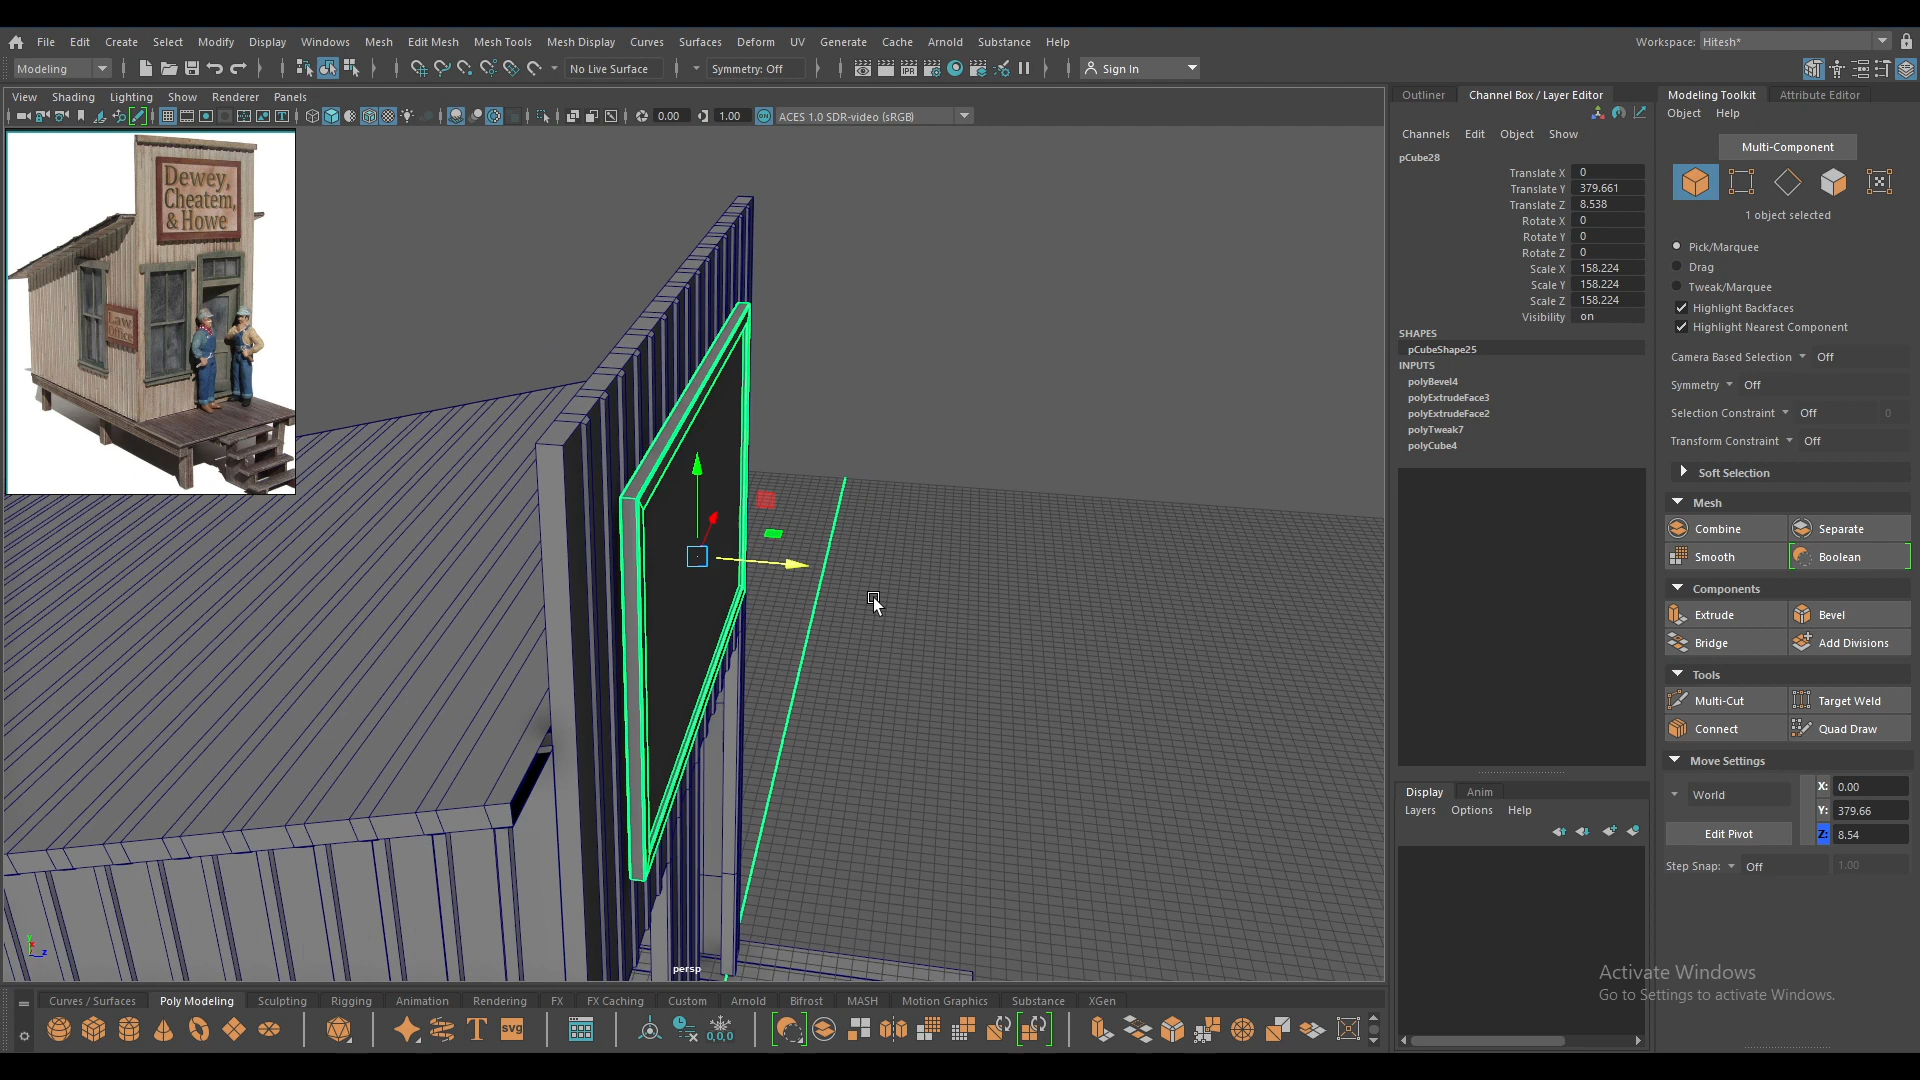 File Edit Create Select Modify Display Windows Mesh Edit Mesh Mesh Tools Mesh Display Curves Surfaces Deform UV Generate Cache Arnold Substance Help
Workspace: Hitesh*
Modeling
No Live Surface
Symmetry: Off
Sign In
View Shading Lighting Show Renderer Panels
0.00
1.00
ON
ACES 1.0 SDR-video (sRGB)
Dewey,
Cheatem,
& Howe
Law
Office
persp
Outliner
Channel Box / Layer Editor
Channels Edit Object Show
pCube28
Translate X 0
Translate Y 379.661
Translate Z 8.538
Rotate X 0
Rotate Y 0
Rotate Z 0
Scale X 158.224
Scale Y 158.224
Scale Z 158.224
Visibility on
SHAPES
pCubeShape25
INPUTS
polyBevel4
polyExtrudeFace3
polyExtrudeFace2
polyTweak7
polyCube4
Display Anim
Layers Options Help
Modeling Toolkit
Attribute Editor
Object Help
Multi-Component
1 object selected
Pick/Marquee
Drag
Tweak/Marquee
Highlight Backfaces
Highlight Nearest Component
Camera Based Selection Off
Symmetry Off
Selection Constraint Off 0
Transform Constraint Off
Soft Selection
Mesh
Combine Separate
Smooth Boolean
Components
Extrude Bevel
Bridge Add Divisions
Tools
Multi-Cut Target Weld
Connect Quad Draw
Move Settings
World
X: 0.00
Y: 379.66
Edit Pivot
Z: 8.54
Step Snap: Off 1.00
Activate Windows
Go to Settings to activate Windows.
Curves / Surfaces Poly Modeling Sculpting Rigging Animation Rendering FX FX Caching Custom Arnold Bifrost MASH Motion Graphics Substance XGen
T
SVG
0,0,0